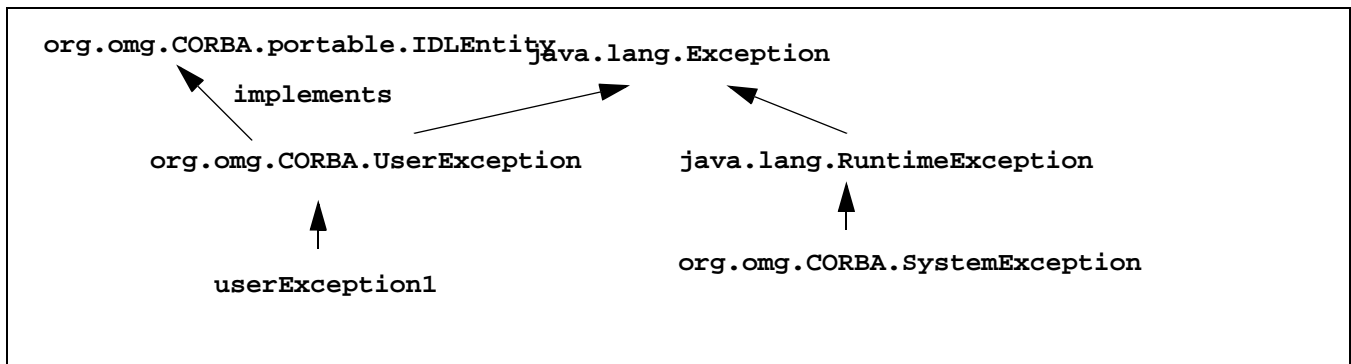 org.omg.CORBA.portable.IDLEntity
java.lang.Exception
implements
org.omg.CORBA.UserException
java.lang.RuntimeException
org.omg.CORBA.SystemException
userException1